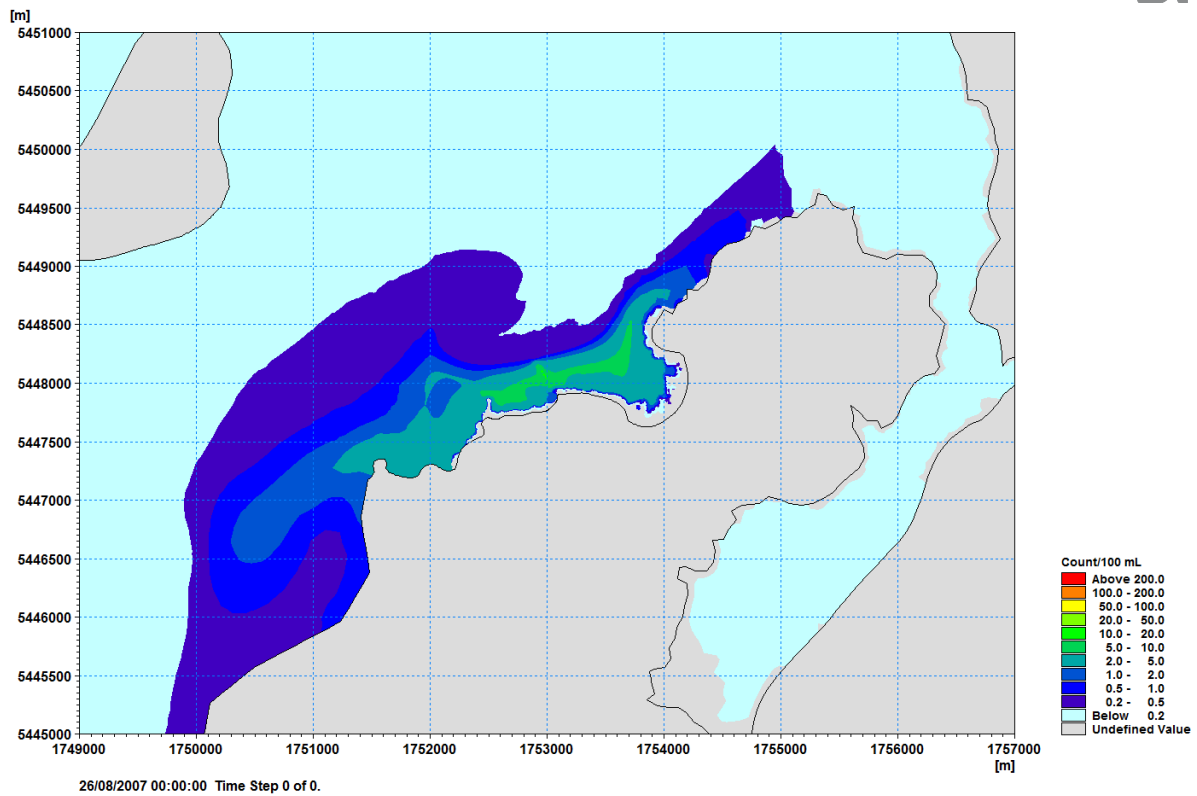 [m]
5451000
5450500
5450000
5449500
5449000
5448500
5448000
5447500
5447000
5446500
5446000
5445500
5445000
1749000 1750000 1751000 1752000 1753000 1754000 1755000 1756000 1757000
[m]
Count/100 mL
Above 200.0
100.0 - 200.0
50.0 - 100.0
20.0 - 50.0
10.0 - 20.0
5.0 - 10.0
2.0 - 5.0
1.0 - 2.0
0.5 - 1.0
0.2 - 0.5
Below 0.2
Undefined Value
26/08/2007 00:00:00 Time Step 0 of 0.